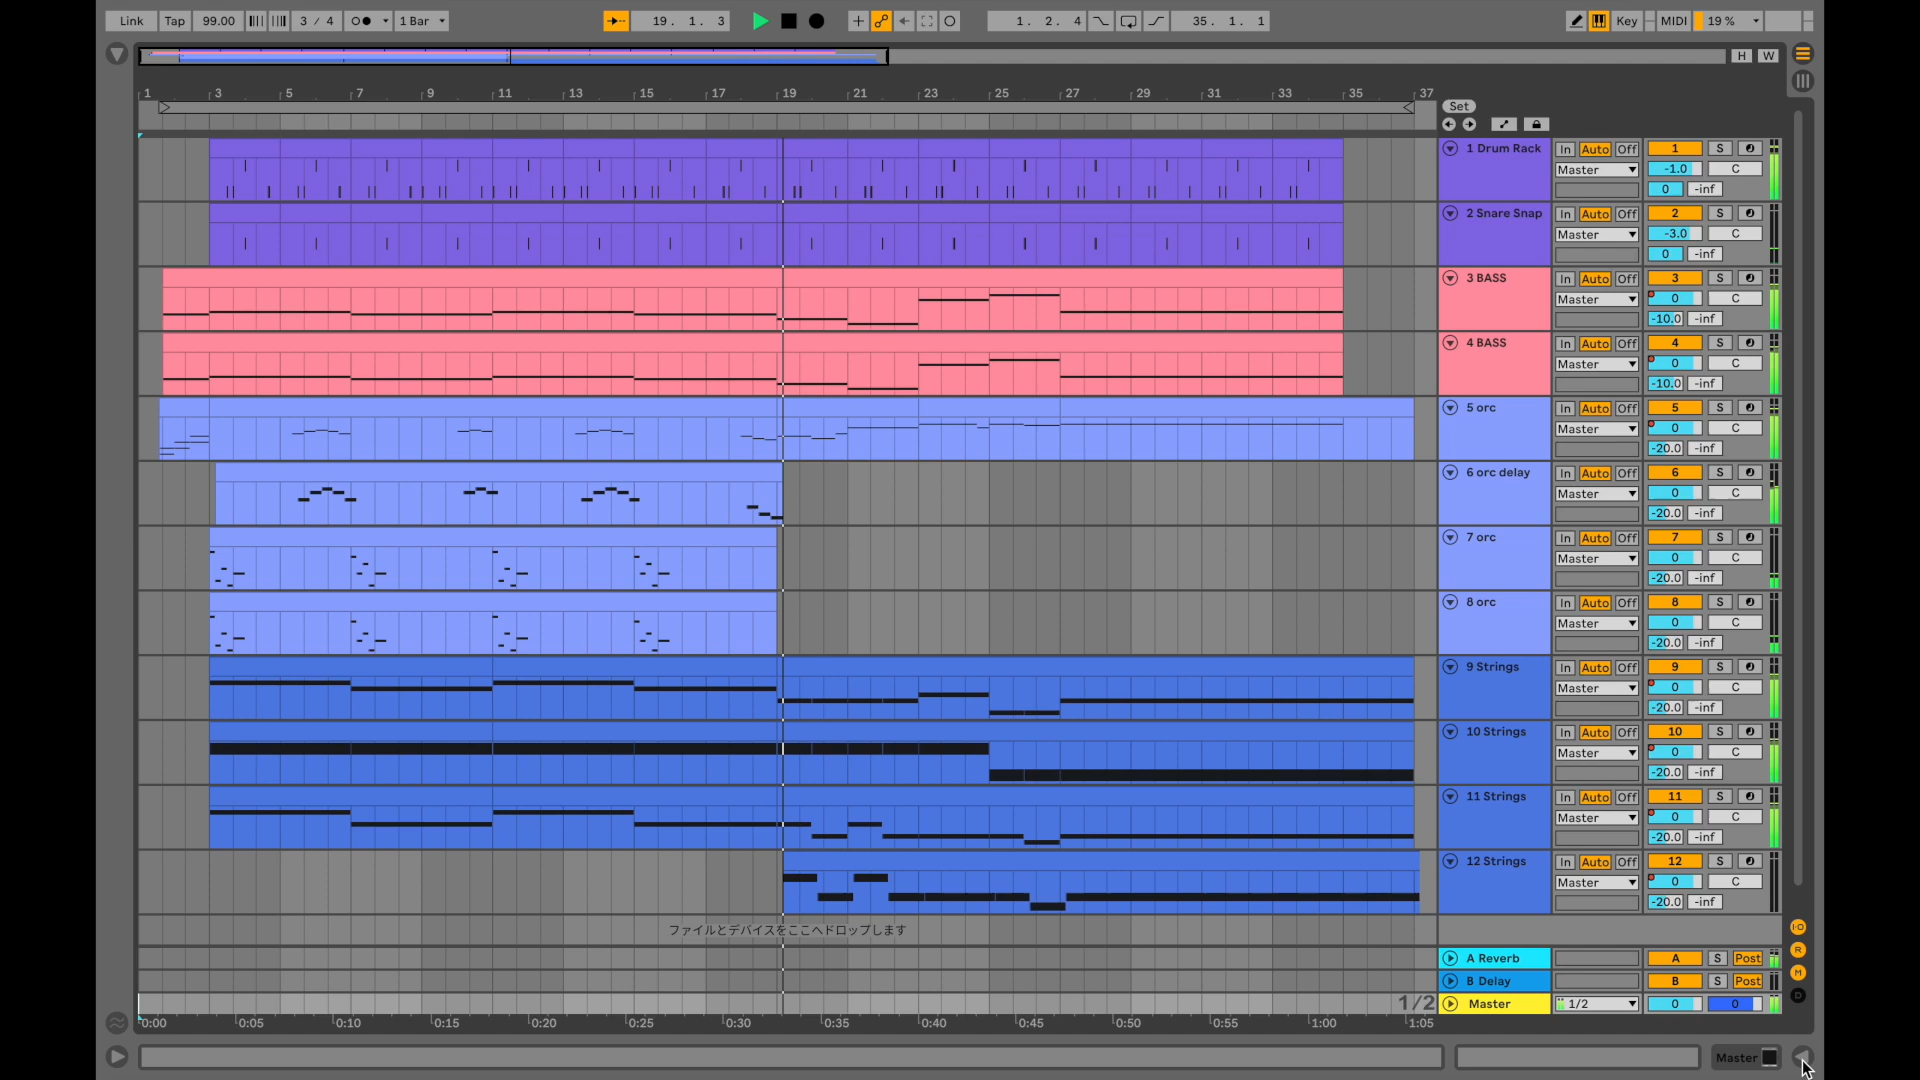 Link Tap 99.00 3 / 4 1 Bar 19. 1. 3 1. 2. 4 35. 1. 1 Key MIDI 19 %
H W
1 3 5 7 9 11 13 15 17 19 21 23 25 27 29 31 33 35 37
Set
1 Drum Rack In Auto Off 1 S
Master -1.0 C
0 -inf
2 Snare Snap In Auto Off 2 S
Master -3.0 C
0 -inf
3 BASS In Auto Off 3 S
Master 0 C
-10.0 -inf
4 BASS In Auto Off 4 S
Master 0 C
-10.0 -inf
5 orc In Auto Off 5 S
Master 0 C
-20.0 -inf
6 orc delay In Auto Off 6 S
Master 0 C
-20.0 -inf
7 orc In Auto Off 7 S
Master 0 C
-20.0 -inf
8 orc In Auto Off 8 S
Master 0 C
-20.0 -inf
9 Strings In Auto Off 9 S
Master 0 C
-20.0 -inf
10 Strings In Auto Off 10 S
Master 0 C
-20.0 -inf
11 Strings In Auto Off 11 S
Master 0 C
-20.0 -inf
12 Strings In Auto Off 12 S
Master 0 C
-20.0 -inf
ファイルとデバイスをここへドロップします
I·O
R
A Reverb A S Post
M
B Delay B S Post
D
1/2 Master 1/2 0 0
0:00 0:05 0:10 0:15 0:20 0:25 0:30 0:35 0:40 0:45 0:50 0:55 1:00 1:05
Master